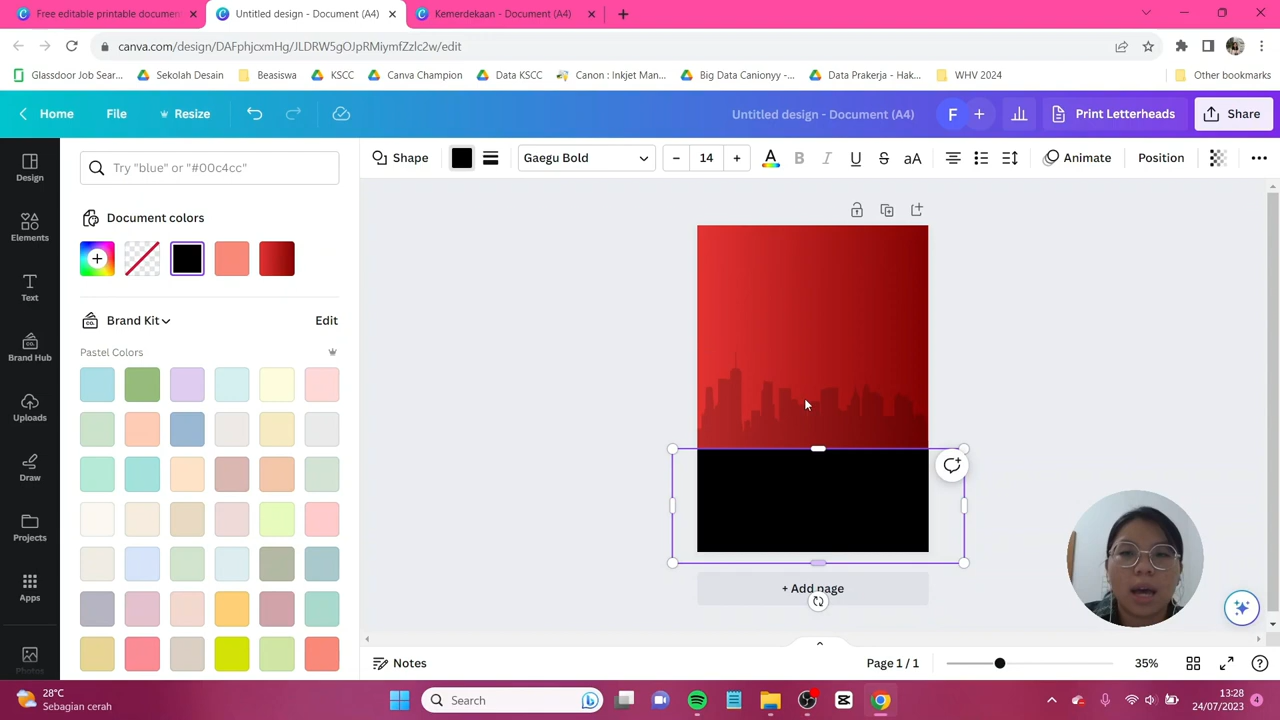 Free editable printable documen
Untitled design - Document (A4)
Kemerdekaan - Document (A4)
canva.com/design/DAFphjcxmHg/JLDRW5gOJpRMiymfZzlc2w/edit
Glassdoor Job Sear...
Sekolah Desain
Beasiswa
KSCC
Canva Champion
Data KSCC
Canon : Inkjet Man...
Big Data Canionyy -...
Data Prakerja - Hak...
WHV 2024
Other bookmarks
Home
File
Resize
Untitled design - Document (A4)
F
Print Letterheads
Share
Design
Elements
Text
Brand Hub
Uploads
Draw
Projects
Apps
Photos
Try "blue" or "#00c4cc"
Document colors
Brand Kit
Edit
Pastel Colors
Shape
Gaegu Bold
14
A
B
I
U
S
aA
Animate
Position
+ Add page
Notes
Page 1 / 1
35%
28°C
Sebagian cerah
Search
13:28
24/07/2023